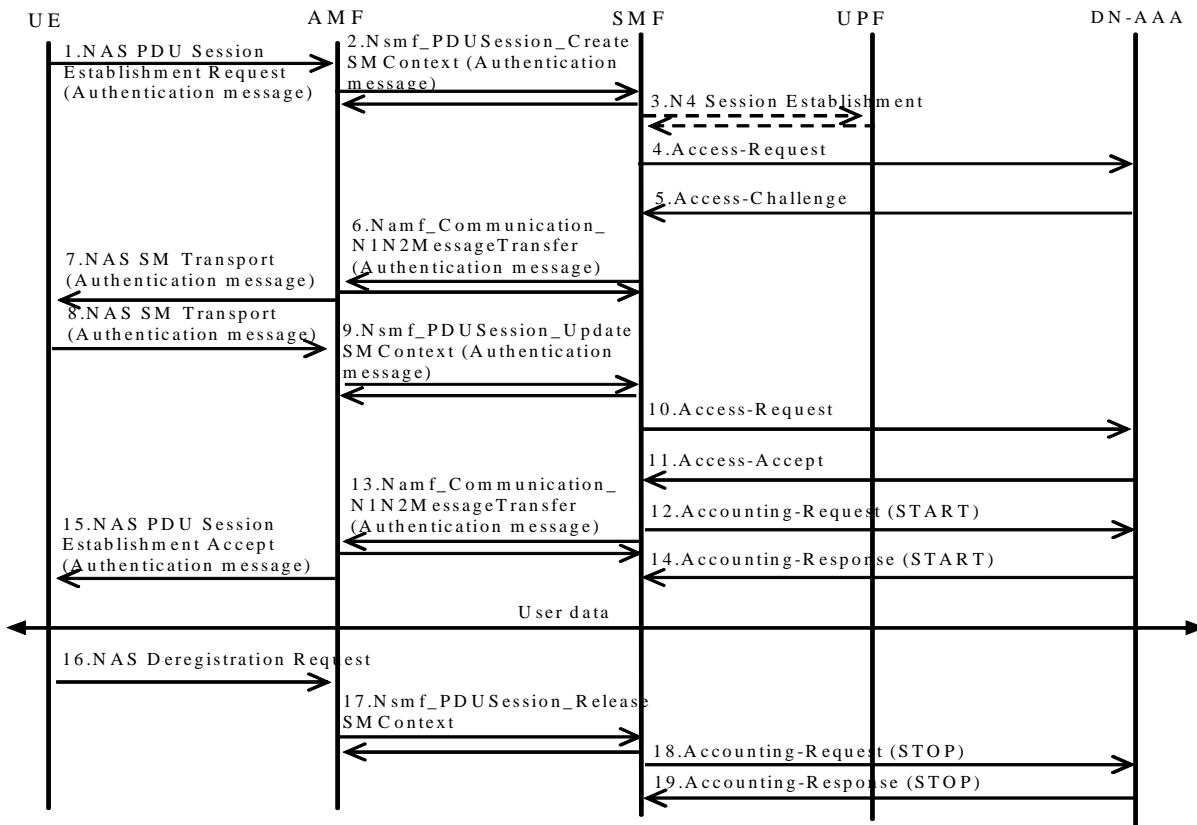 UE
AMF
SMF
UPF
DN-AAA
1.NAS PDU Session
Establishment Request
(Authentication message)
2.Nsmf_PDUSession_Create
SMContext (Authentication
message)
3.N4 Session Establishment
4.Access-Request
5.Access-Challenge
6.Namf_Communication_
N1N2MessageTransfer
(Authentication message)
7.NAS SM Transport
(Authentication message)
8.NAS SM Transport
(Authentication message)
9.Nsmf_PDUSession_Update
SMContext (Authentication
message)
10.Access-Request
11.Access-Accept
13.Namf_Communication_
N1N2MessageTransfer
(Authentication message)
12.Accounting-Request (START)
15.NAS PDU Session
Establishment Accept
(Authentication message)
14.Accounting-Response (START)
User data
16.NAS Deregistration Request
17.Nsmf_PDUSession_Release
SMContext
18.Accounting-Request (STOP)
19.Accounting-Response (STOP)